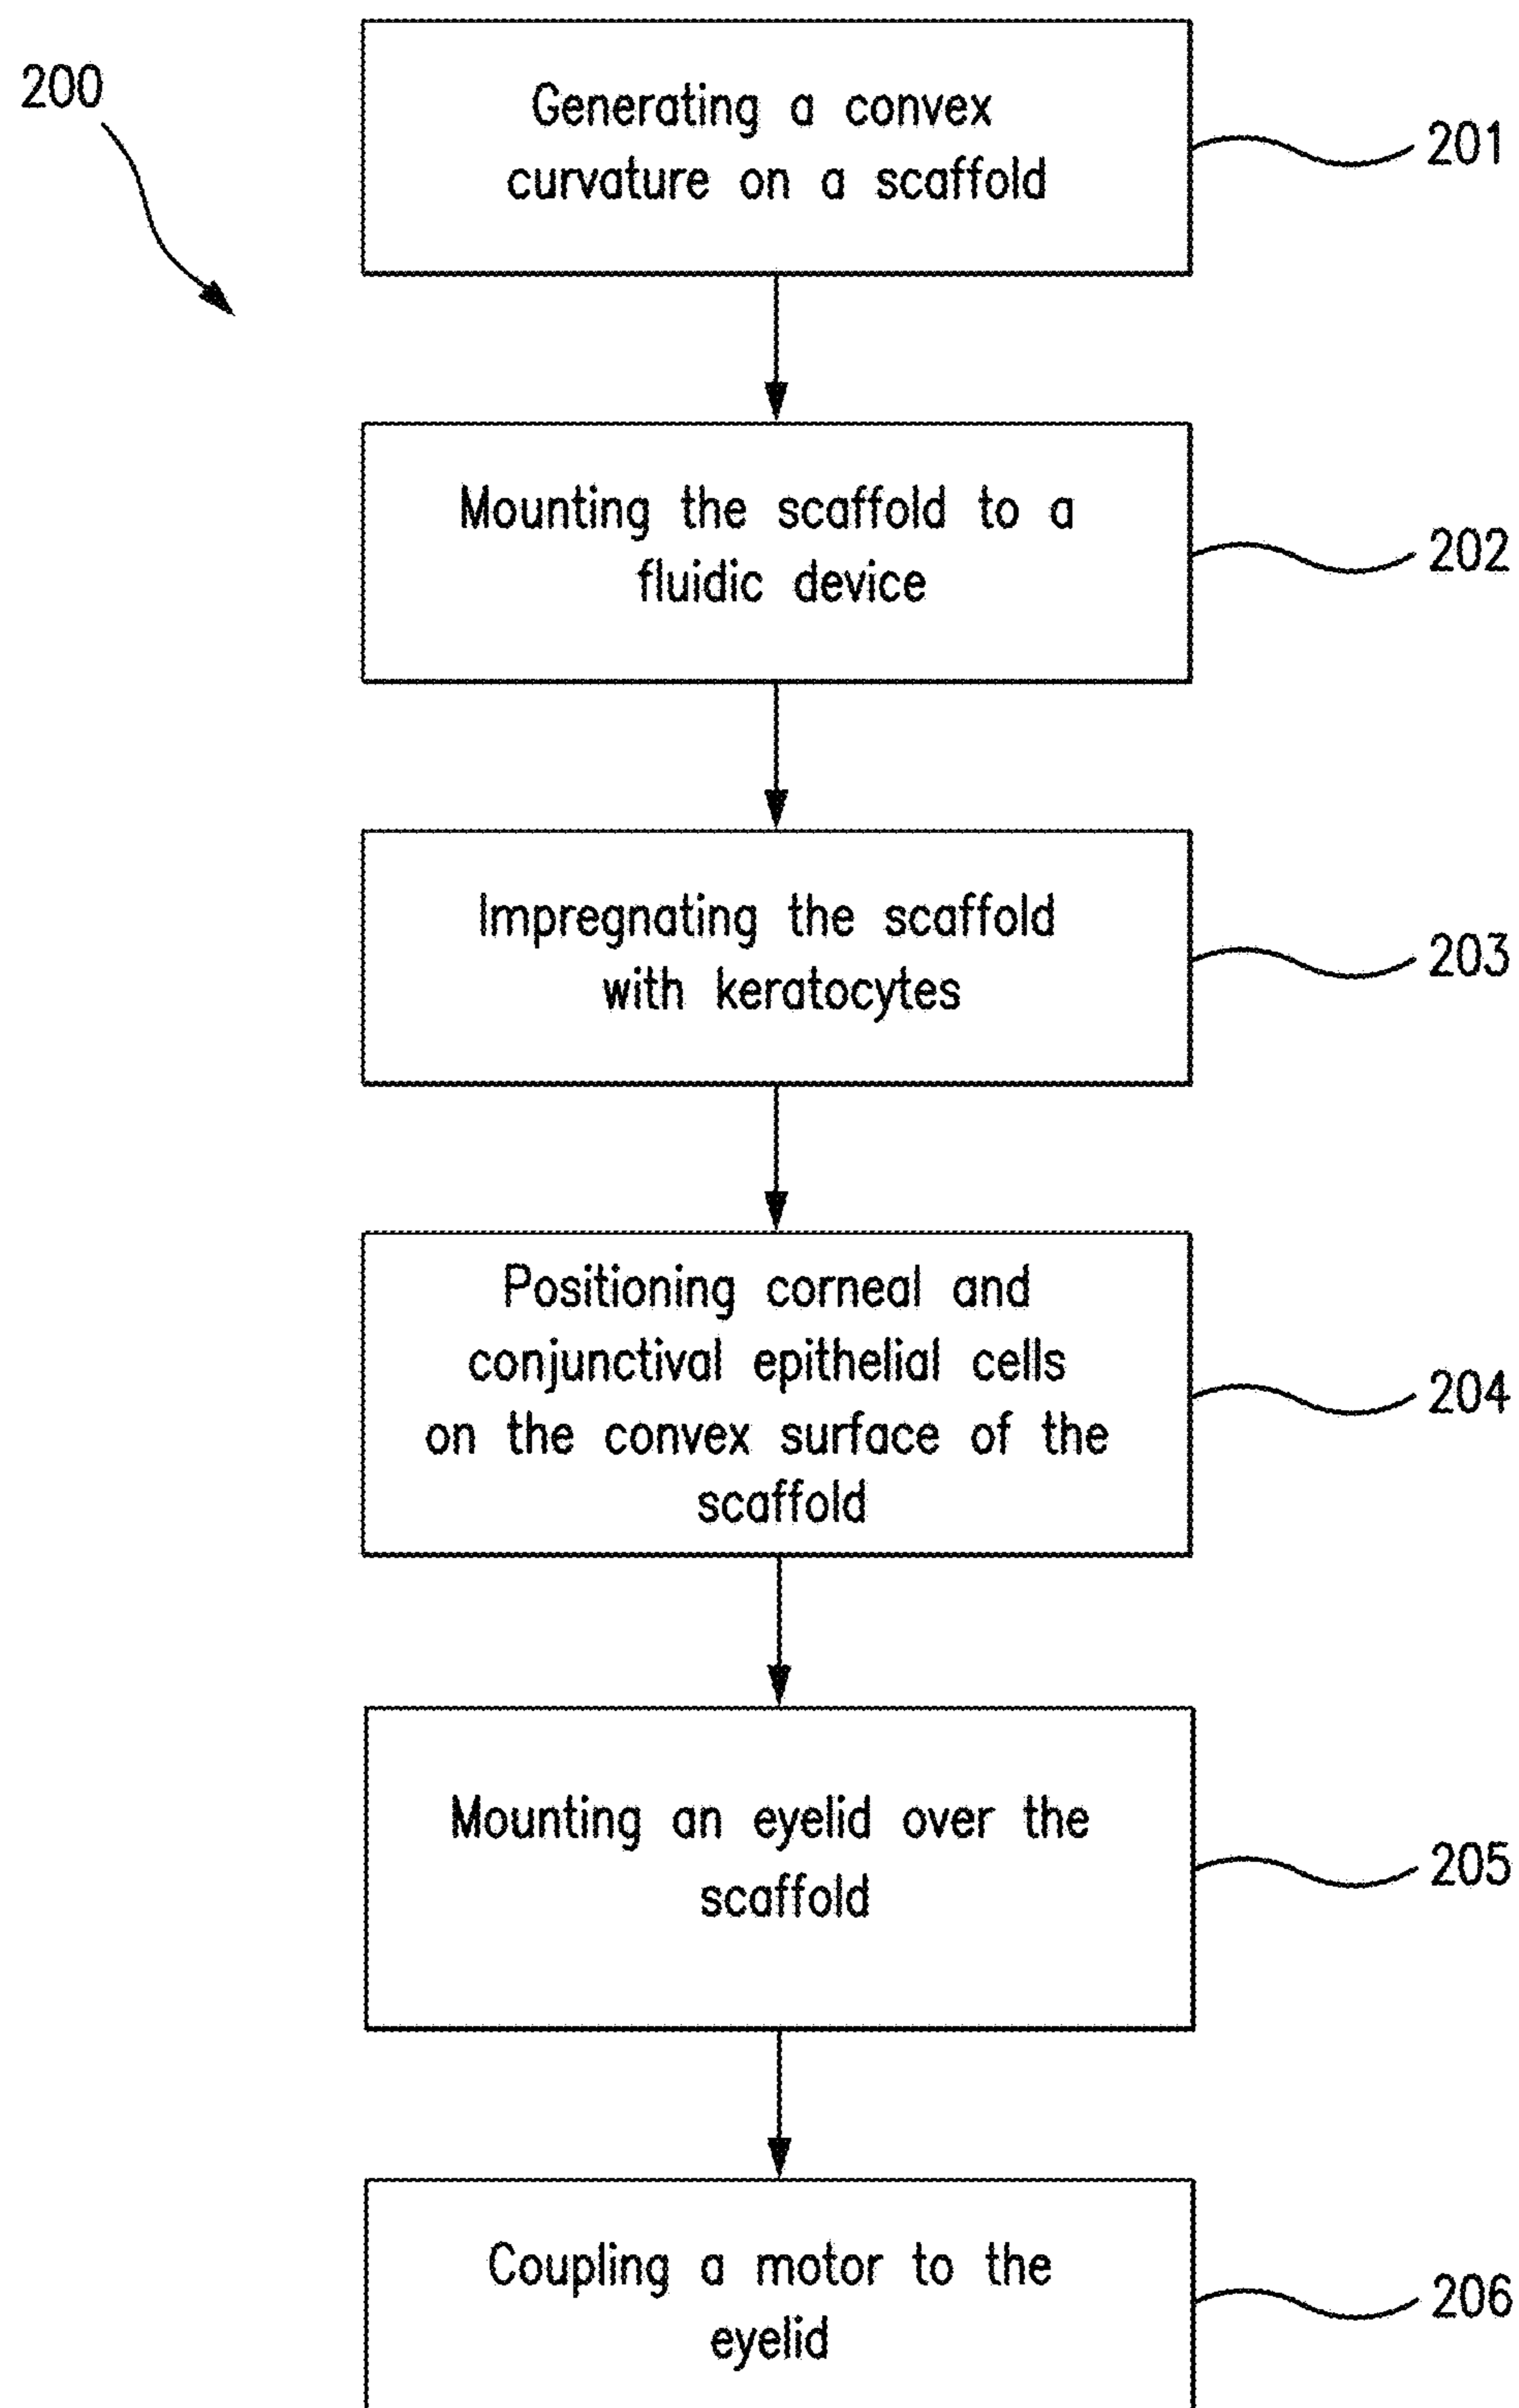 200
Generating a convex
curvature on a scaffold
201
Mounting the scaffold to a
fluidic device
202
Impregnating the scaffold
with keratocytes
203
Positioning corneal and
conjunctival epithelial cells
on the convex surface of the
scaffold
204
Mounting an eyelid over the
scaffold
205
Coupling a motor to the
eyelid
206